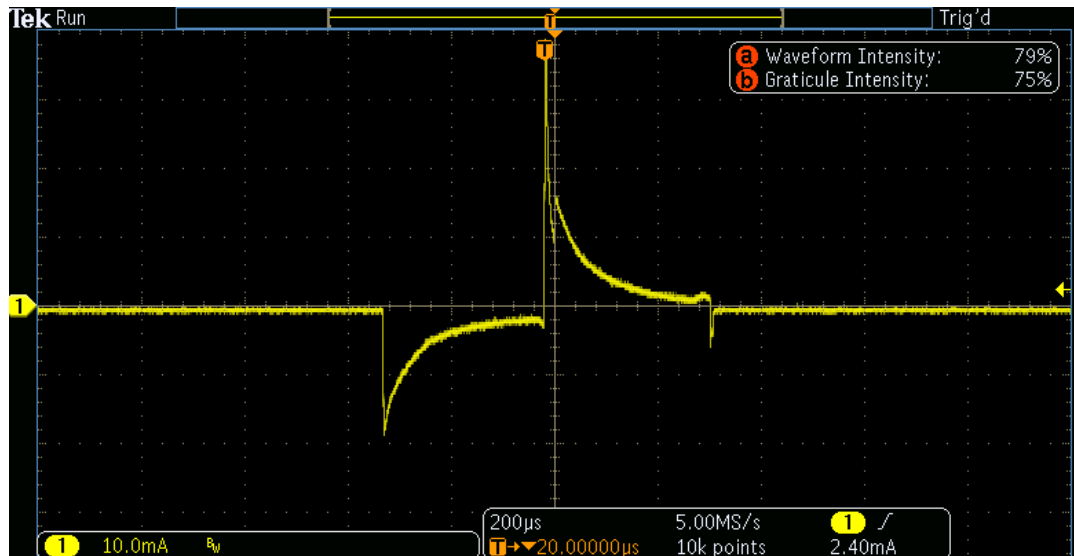 Tek Run Trig'd
T
T
a Waveform Intensity: 79%
b Graticule Intensity: 75%
1
1 10.0mA BW
200µs 5.00MS/s 1
T→▼20.00000µs 10k points 2.40mA